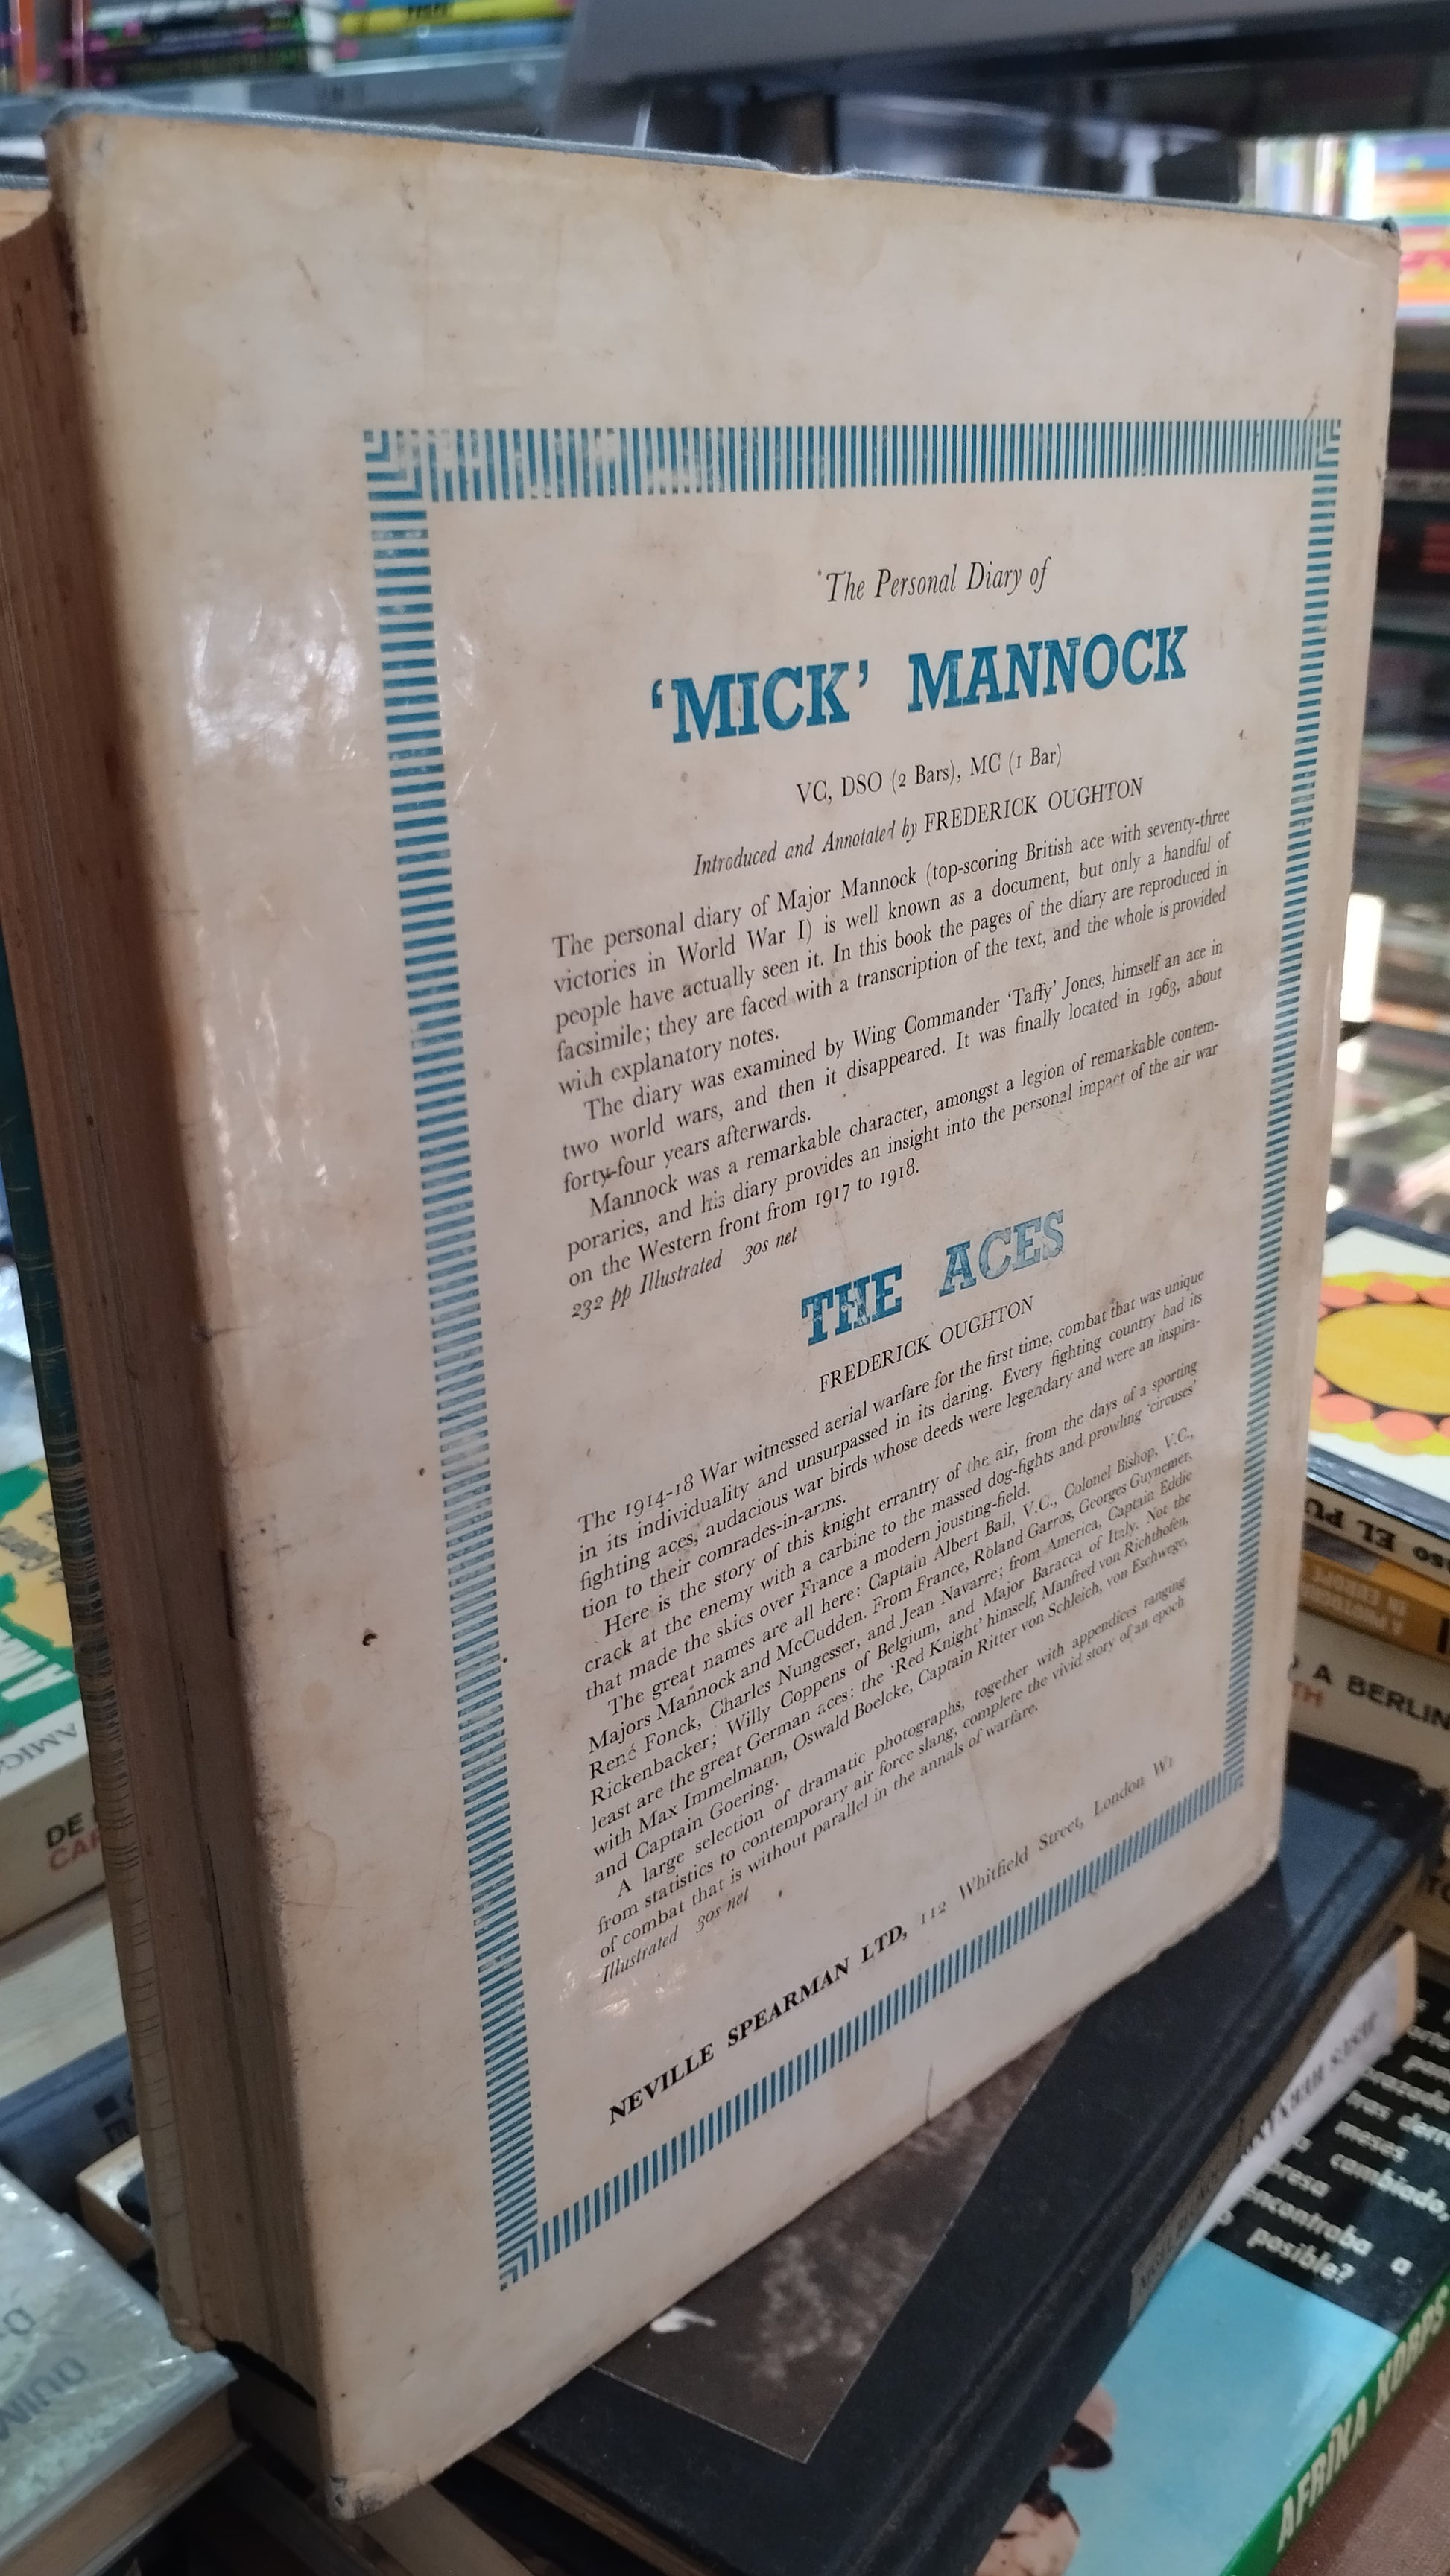 The Personal Diary of
‘MICK’ MANNOCK
VC, DSO (2 Bars), MC (1 Bar)
Introduced and Annotated by FREDERICK OUGHTON
The personal diary of Major Mannock (top-scoring British ace with seventy-three
victories in World War I) is well known as a document, but only a handful of
people have actually seen it. In this book the pages of the diary are reproduced in
facsimile; they are faced with a transcription of the text, and the whole is provided
with explanatory notes.
The diary was examined by Wing Commander ‘Taffy’ Jones, himself an ace in
two world wars, and then it disappeared. It was finally located in 1963, about
forty-four years afterwards.
Mannock was a remarkable character, amongst a legion of remarkable contem-
poraries, and his diary provides an insight into the personal impact of the air war
on the Western front from 1917 to 1918.
232 pp Illustrated 30s net
THE ACES
FREDERICK OUGHTON
The 1914-18 War witnessed aerial warfare for the first time, combat that was unique
in its individuality and unsurpassed in its daring. Every fighting country had its
fighting aces, audacious war birds whose deeds were legendary and were an inspira-
tion to their comrades-in-arms.
Here is the story of this knight errantry of the air, from the days of a sporting
crack at the enemy with a carbine to the massed dog-fights and prowling ‘circuses’
that made the skies over France a modern jousting-field.
The great names are all here: Captain Albert Ball, V.C., Colonel Bishop, V.C.,
Majors Mannock and McCudden. From France, Roland Garros, Georges Guynemer,
René Fonck, Charles Nungesser, and Jean Navarre; from America, Captain Eddie
Rickenbacker; Willy Coppens of Belgium, and Major Baracca of Italy. Not the
least are the great German aces: the ‘Red Knight’ himself, Manfred von Richthofen,
with Max Immelmann, Oswald Boelcke, Captain Ritter von Schleich, von Eschwege,
and Captain Goering.
A large selection of dramatic photographs, together with appendices ranging
from statistics to contemporary air force slang, complete the vivid story of an epoch
of combat that is without parallel in the annals of warfare.
Illustrated 30s net
NEVILLE SPEARMAN LTD, 112 Whitfield Street, London W1
EL PU
A BERLIN
DE
CAR
AMIC
QUIM
meses
cambiado,
encontraba a
posible?
AFRIKA KORPS